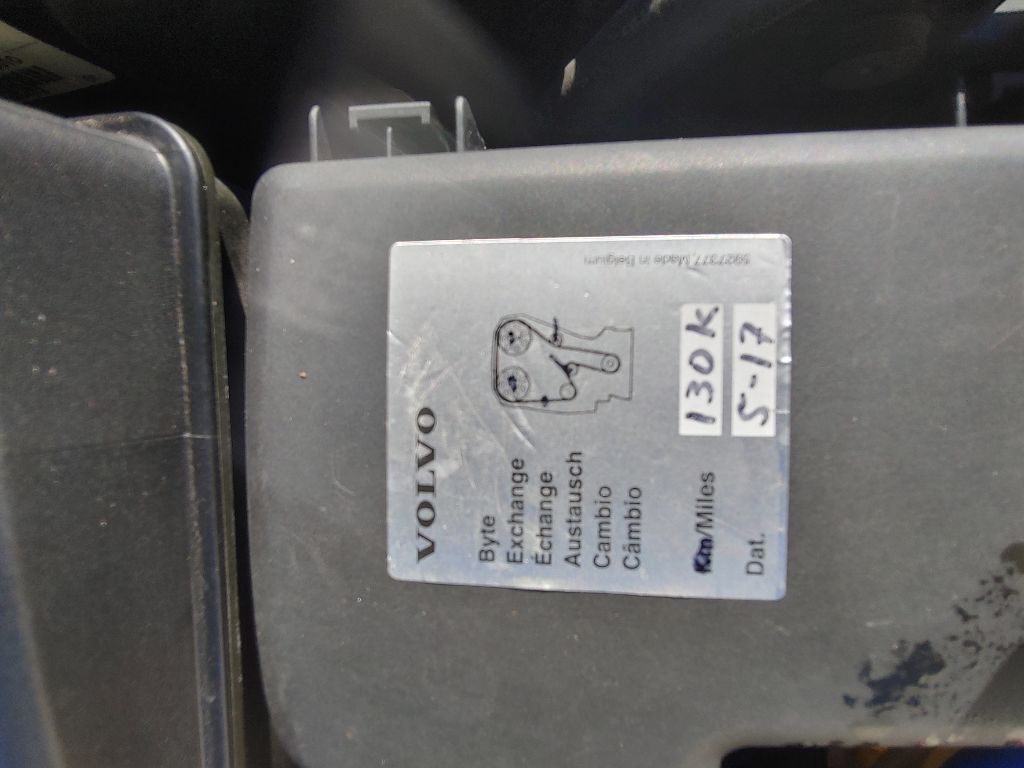 VOLVO
Byte
Exchange
Échange
Austausch
Cambio
Câmbio
Km/Miles 130K
Dat. 5-17
5927377 Made in Belgium